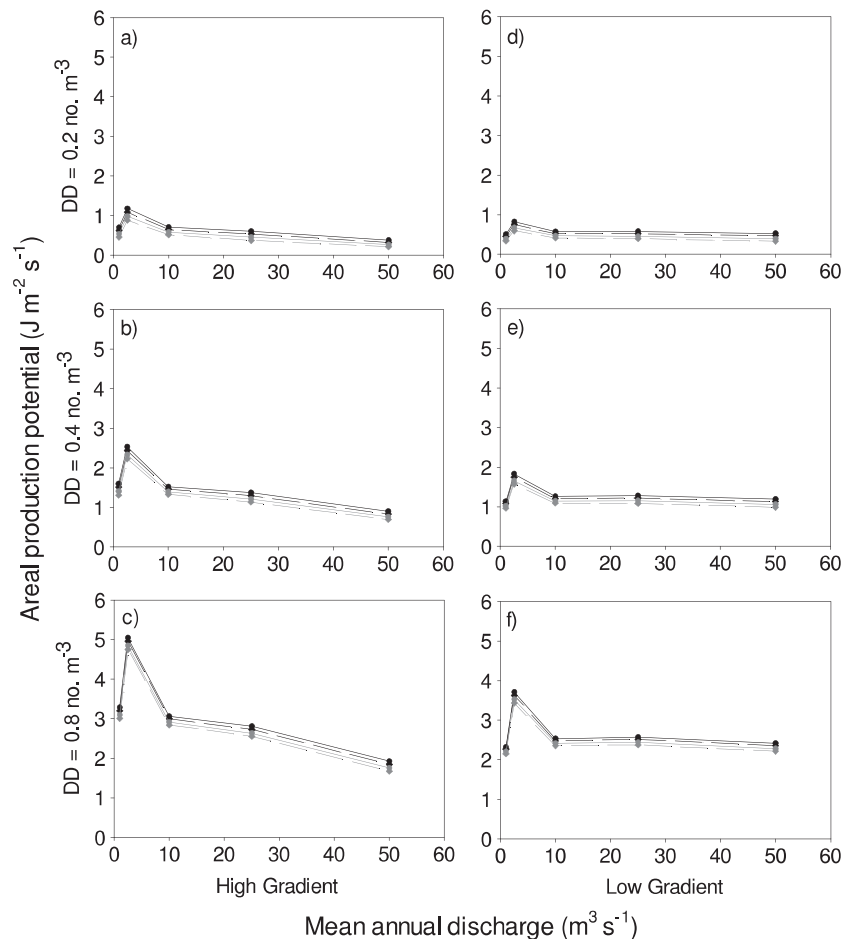 Areal production potential (J m⁻² s⁻¹)
DD = 0.2 no. m⁻³
a)
6
5
4
3
2
1
0
0 10 20 30 40 50 60
d)
6
5
4
3
2
1
0
0 10 20 30 40 50 60
DD = 0.4 no. m⁻³
b)
6
5
4
3
2
1
0
0 10 20 30 40 50 60
e)
6
5
4
3
2
1
0
0 10 20 30 40 50 60
DD = 0.8 no. m⁻³
c)
6
5
4
3
2
1
0
0 10 20 30 40 50 60
High Gradient
f)
6
5
4
3
2
1
0
0 10 20 30 40 50 60
Low Gradient
Mean annual discharge (m³ s⁻¹)